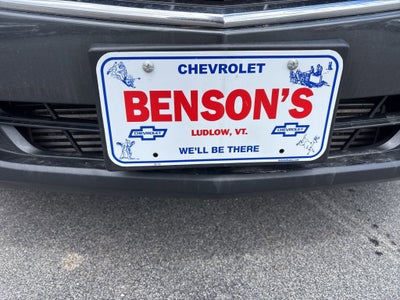 CHEVROLET
BENSON'S
LUDLOW, VT.
CHEVROLET CHEVROLET
WE'LL BE THERE